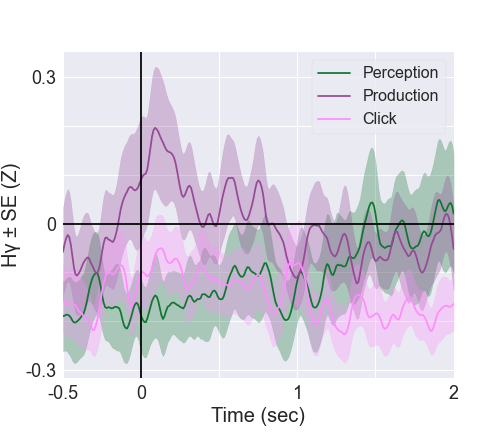 Perception
Production
Click
Hγ ± SE (Z)
0.3
0
-0.3
-0.5
0
1
2
Time (sec)